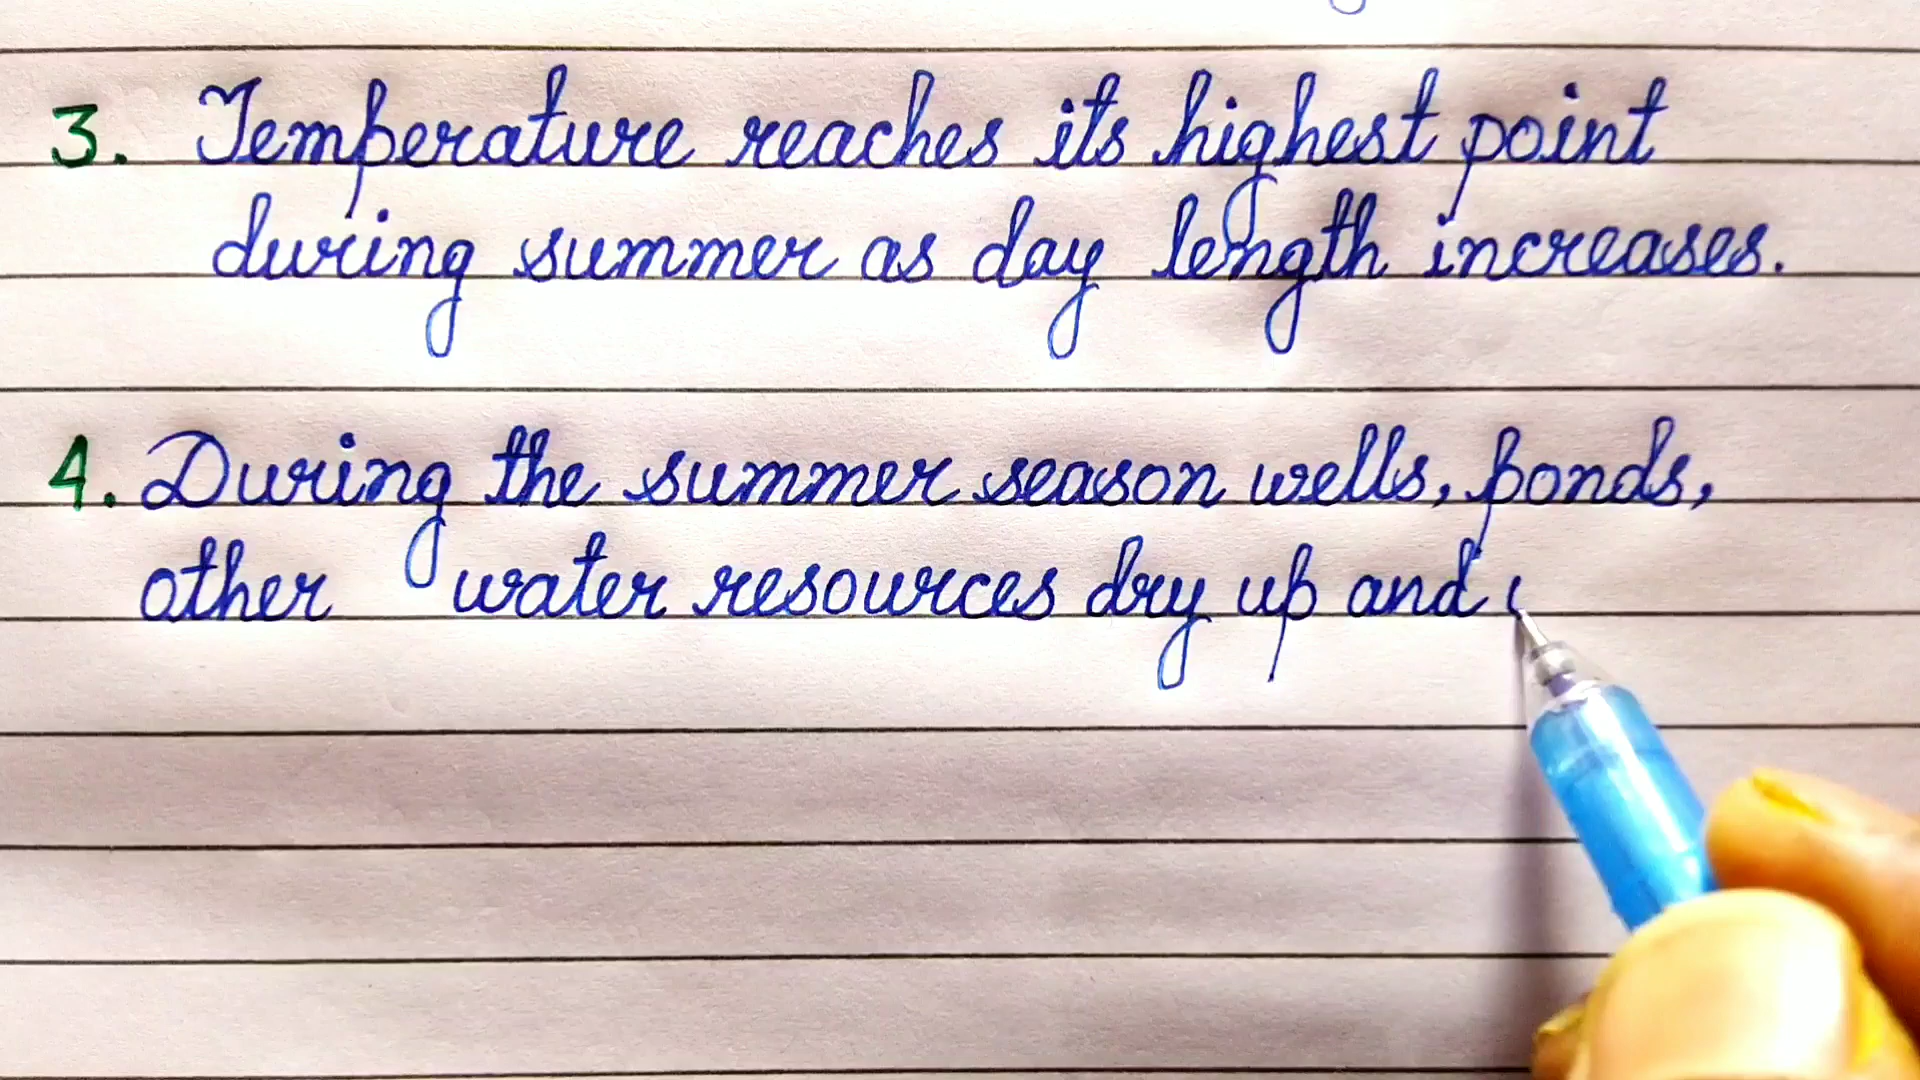 3. Temperature reaches its highest point
during summer as day length increases.
4. During the summer season wells, ponds,
other water resources dry up and